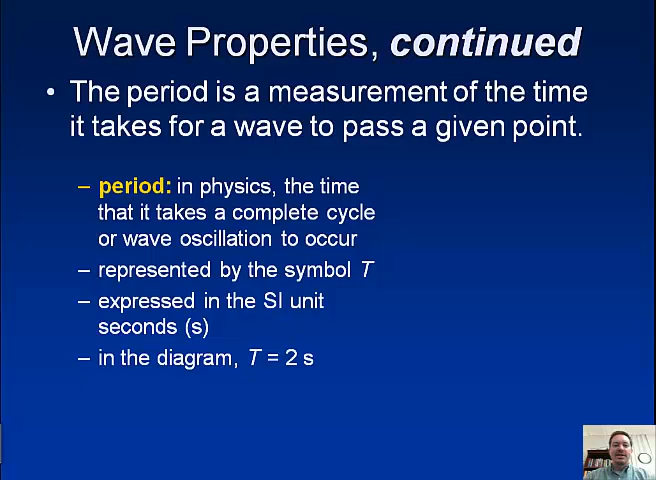 Wave Properties, continued
• The period is a measurement of the time
it takes for a wave to pass a given point.
– period: in physics, the time
that it takes a complete cycle
or wave oscillation to occur
– represented by the symbol T
– expressed in the SI unit
seconds (s)
– in the diagram, T = 2 s